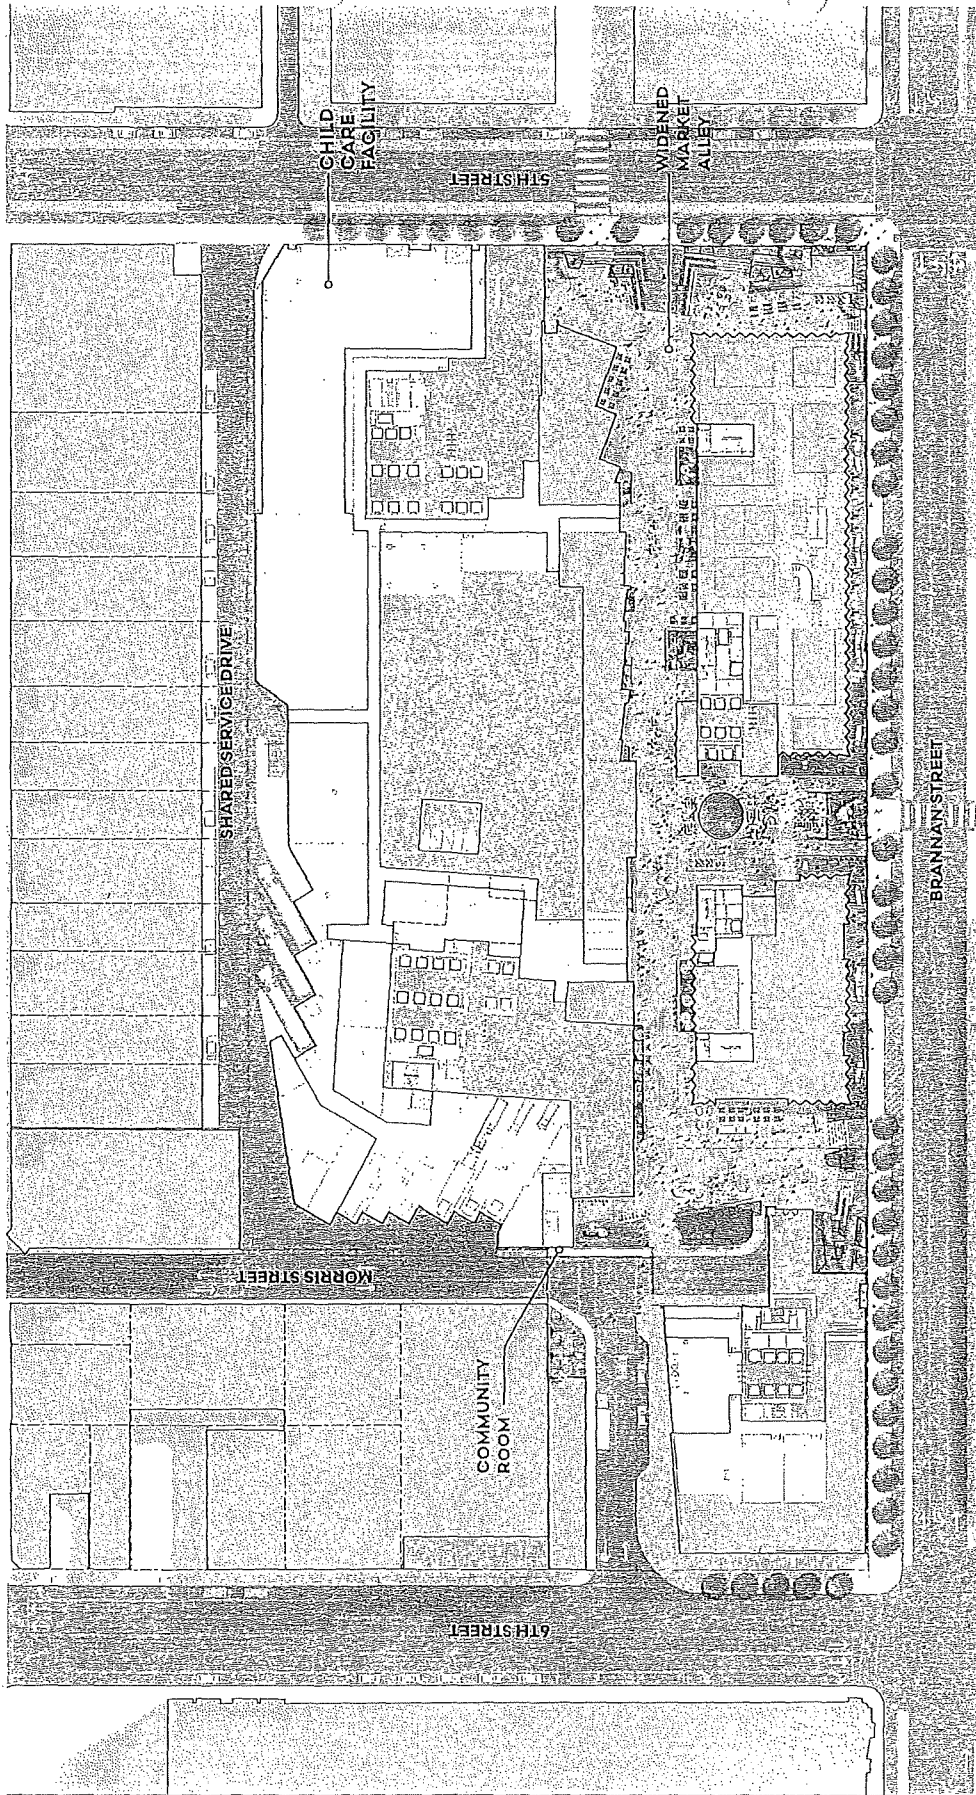 CHILD
CARE
FACILITY
5TH STREET
WIDENED
MARKET
ALLEY
SHARED SERVICE DRIVE
BRANNAN STREET
MORRIS STREET
COMMUNITY
ROOM
6TH STREET